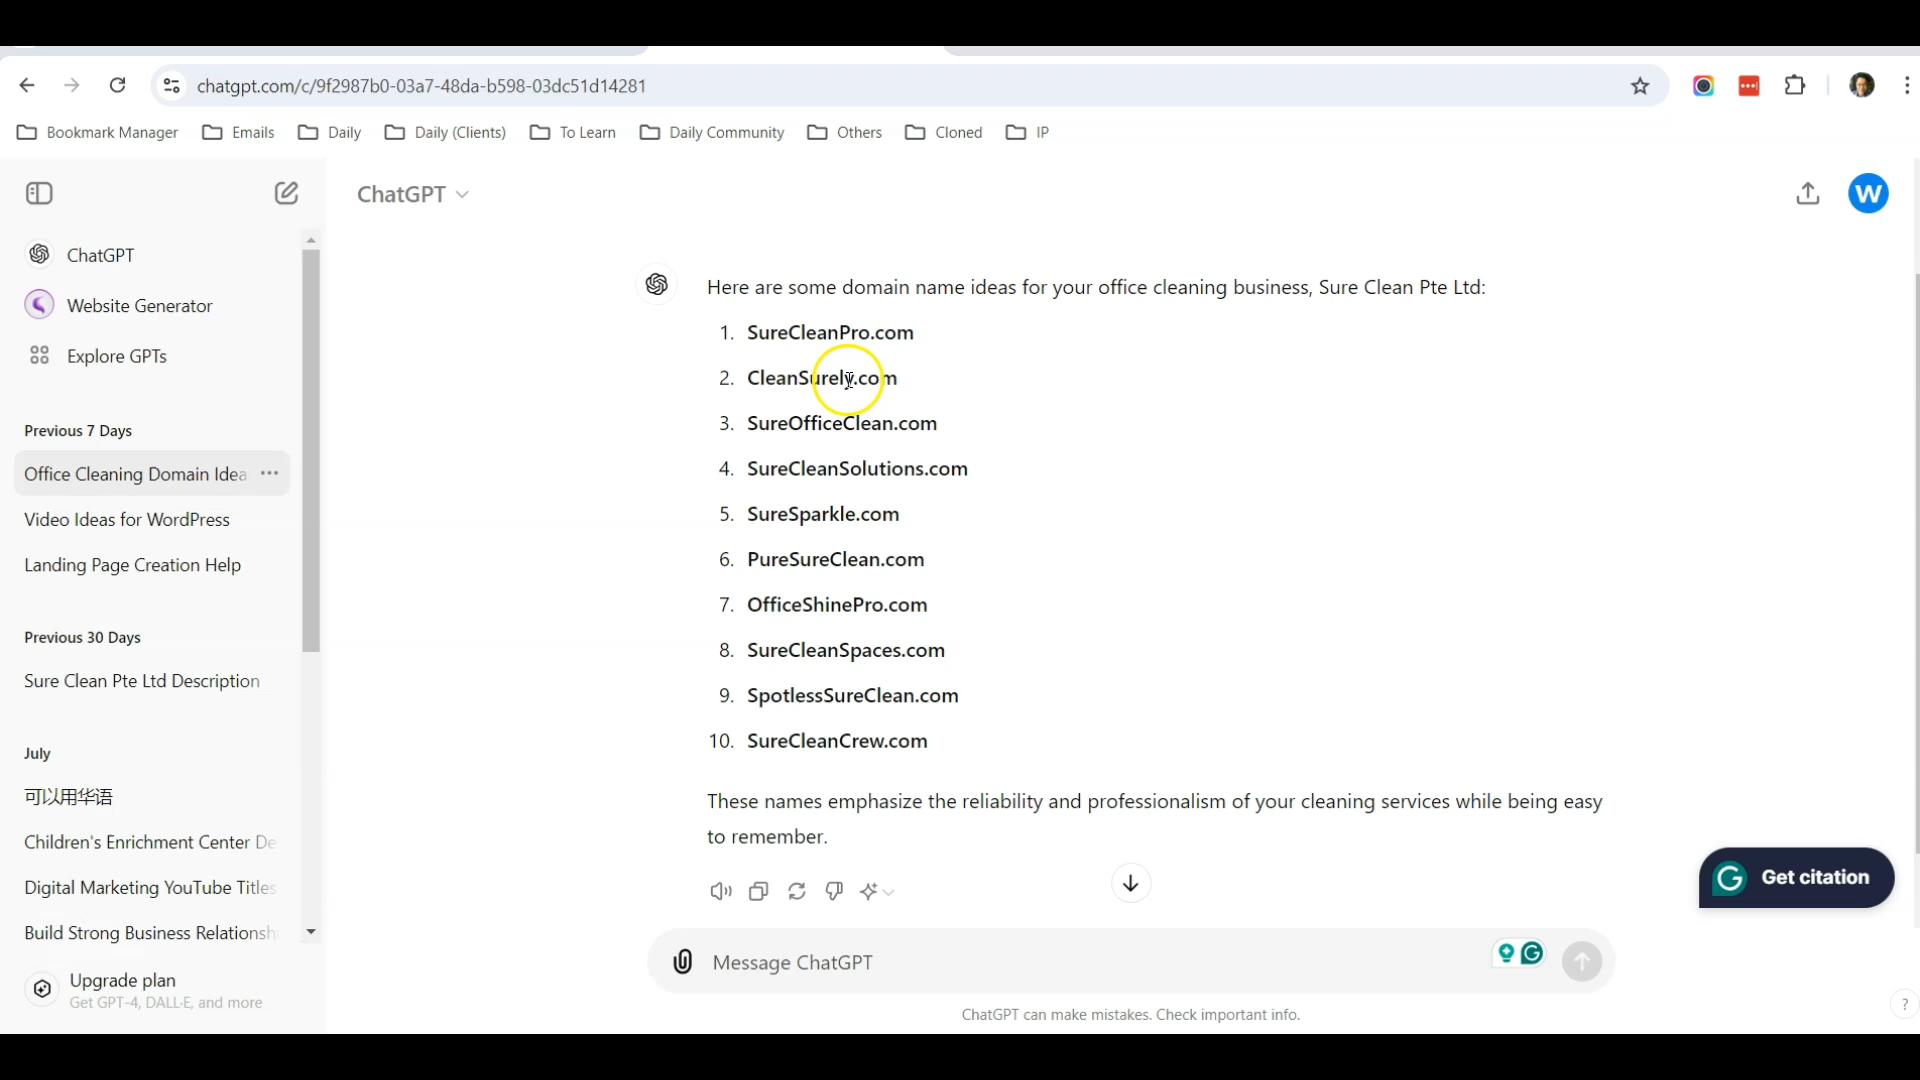 chatgpt.com/c/9f2987b0-03a7-48da-b598-03dc51d14281
Bookmark Manager
Emails
Daily
Daily (Clients)
To Learn
Daily Community
Others
Cloned
IP
ChatGPT
W
ChatGPT
Website Generator
Explore GPTs
Previous 7 Days
Office Cleaning Domain Idea
Video Ideas for WordPress
Landing Page Creation Help
Previous 30 Days
Sure Clean Pte Ltd Description
July
可以用华语
Children's Enrichment Center De
Digital Marketing YouTube Titles
Build Strong Business Relationsh
Upgrade plan
Get GPT-4, DALL·E, and more
Here are some domain name ideas for your office cleaning business, Sure Clean Pte Ltd:
1. SureCleanPro.com
2. CleanSurely.com
3. SureOfficeClean.com
4. SureCleanSolutions.com
5. SureSparkle.com
6. PureSureClean.com
7. OfficeShinePro.com
8. SureCleanSpaces.com
9. SpotlessSureClean.com
10. SureCleanCrew.com
These names emphasize the reliability and professionalism of your cleaning services while being easy
to remember.
Get citation
Message ChatGPT
ChatGPT can make mistakes. Check important info.
?